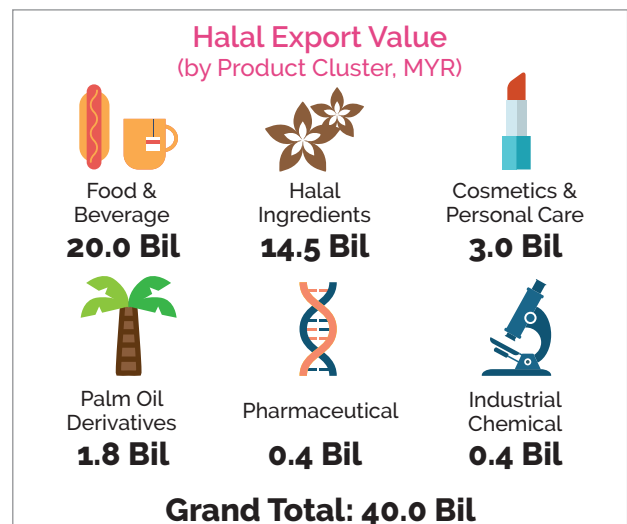 Halal Export Value
(by Product Cluster, MYR)
Food &
Beverage
20.0 Bil
Halal
Ingredients
14.5 Bil
Cosmetics &
Personal Care
3.0 Bil
Palm Oil
Derivatives
1.8 Bil
Pharmaceutical
0.4 Bil
Industrial
Chemical
0.4 Bil
Grand Total: 40.0 Bil